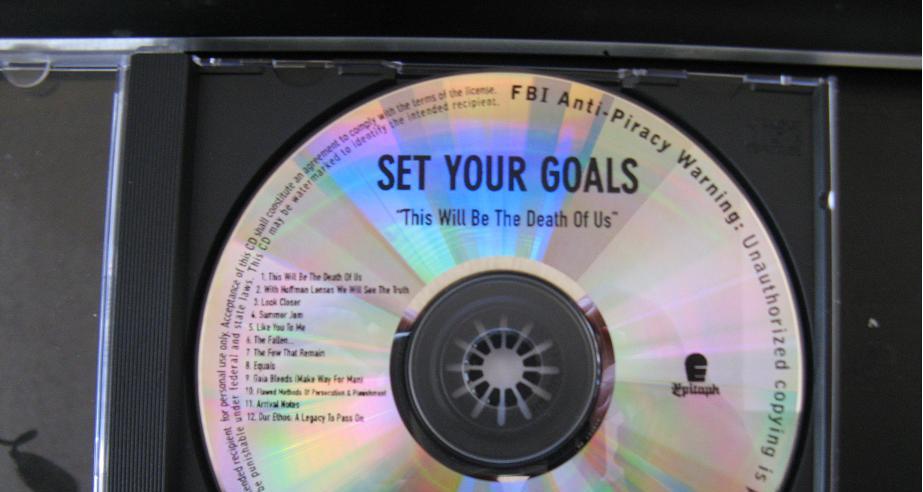 FBI Anti-Piracy Warning: Unauthorized copying is
for personal use only. Acceptance of this CD shall constitute an agreement to comply with the terms of the license.
under federal and state laws. This CD may be watermarked to identify the intended recipient.
SET YOUR GOALS
"This Will Be The Death Of Us"
1. This Will Be The Death Of Us
2. With Hoffman Lenses We Will See The Truth
3. Look Closer
4. Summer Jam
5. Like You To Me
6. The Fallen...
7. The Few That Remain
8. Equals
9. Gaia Bleeds (Make Way For Man)
10. Flawed Methods Of Persecution & Punishment
11. Arrival Notes
12. Our Ethos: A Legacy To Pass On
Epitaph